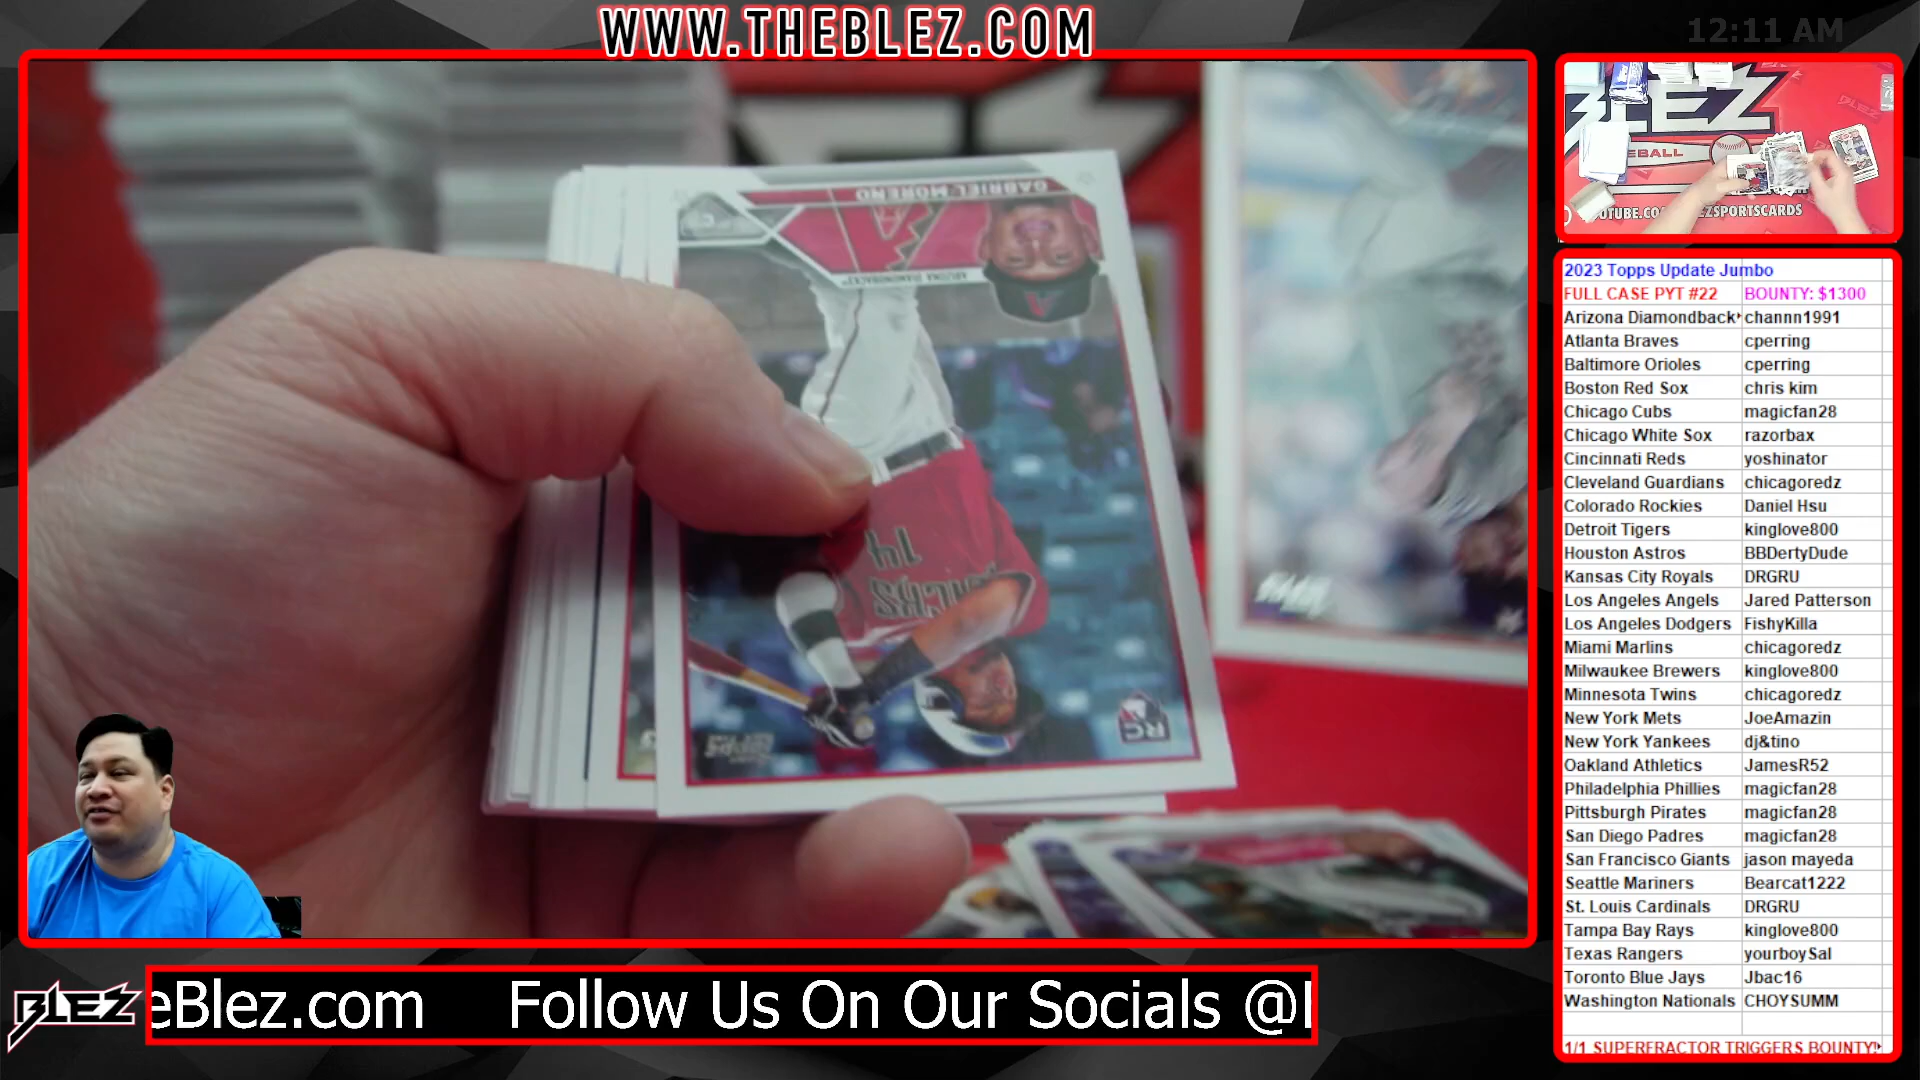 WWW.THEBLEZ.COM
12:11 AM
GABRIEL MORENO
ARIZONA DIAMONDBACKS
14
RC
BLEZ
2023 Topps Update Jumbo
FULL CASE PYT #22 BOUNTY: $1300
Arizona Diamondback channn1991
Atlanta Braves cperring
Baltimore Orioles cperring
Boston Red Sox chris kim
Chicago Cubs magicfan28
Chicago White Sox razorbax
Cincinnati Reds yoshinator
Cleveland Guardians chicagoredz
Colorado Rockies Daniel Hsu
Detroit Tigers kinglove800
Houston Astros BBDertyDude
Kansas City Royals DRGRU
Los Angeles Angels Jared Patterson
Los Angeles Dodgers FishyKilla
Miami Marlins chicagoredz
Milwaukee Brewers kinglove800
Minnesota Twins chicagoredz
New York Mets JoeAmazin
New York Yankees dj&tino
Oakland Athletics JamesR52
Philadelphia Phillies magicfan28
Pittsburgh Pirates magicfan28
San Diego Padres magicfan28
San Francisco Giants jason mayeda
Seattle Mariners Bearcat1222
St. Louis Cardinals DRGRU
Tampa Bay Rays kinglove800
Texas Rangers yourboySal
Toronto Blue Jays Jbac16
Washington Nationals CHOYSUMM
1/1 SUPERFRACTOR TRIGGERS BOUNTY!
BLEZ
eBlez.com Follow Us On Our Socials @